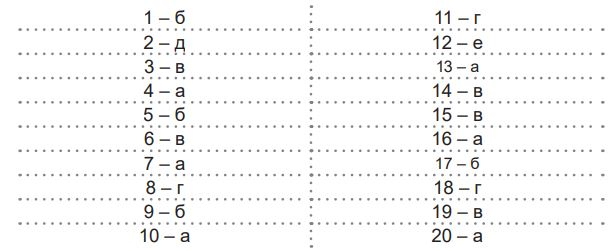 1 – б
2 – д
3 – в
4 – а
5 – б
6 – в
7 – а
8 – г
9 – б
10 – а
11 – г
12 – е
13 – а
14 – в
15 – в
16 – а
17 – б
18 – г
19 – в
20 – а